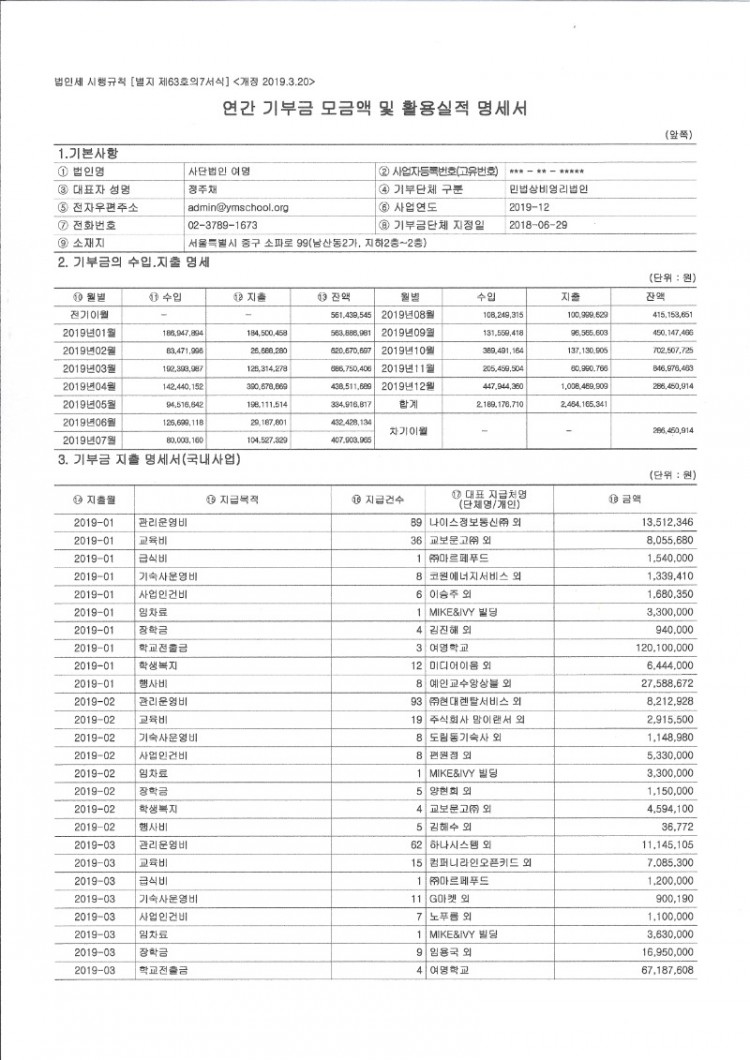 법인세 시행규칙 [별지 제63호의7서식] <개정 2019.3.20>
연간 기부금 모금액 및 활용실적 명세서
(앞쪽)
1.기본사항
① 법인명 사단법인 여명 ② 사업자등록번호(고유번호) *** - ** - *****
③ 대표자 성명 정주채 ④ 기부단체 구분 민법상비영리법인
⑤ 전자우편주소 admin@ymschool.org ⑥ 사업연도 2019-12
⑦ 전화번호 02-3789-1673 ⑧ 기부금단체 지정일 2018-06-29
⑨ 소재지 서울특별시 중구 소파로 99(남산동2가, 지하2층~2층)
2. 기부금의 수입.지출 명세
(단위 : 원)
⑩ 월별 ⑪ 수입 ⑫ 지출 ⑬ 잔액 월별 수입 지출 잔액
전기이월 - - 561,439,545 2019년08월 108,249,315 100,999,629 415,153,651
2019년01월 186,947,894 184,500,458 563,886,981 2019년09월 131,559,418 96,565,603 450,147,466
2019년02월 83,471,996 26,688,280 620,670,697 2019년10월 389,491,164 137,130,905 702,507,725
2019년03월 192,393,987 126,314,278 686,750,406 2019년11월 205,459,504 60,990,766 846,976,463
2019년04월 142,440,152 390,678,869 438,511,689 2019년12월 447,944,360 1,008,469,909 286,450,914
2019년05월 94,516,642 198,111,514 334,916,817 합계 2,189,176,710 2,464,165,341
2019년06월 126,699,118 29,187,801 432,428,134 차기이월 - - 286,450,914
2019년07월 80,003,160 104,527,329 407,903,965
3. 기부금 지출 명세서(국내사업)
(단위 : 원)
⑭ 지출월 ⑮ 지급목적 ⑯ 지급건수 ⑰ 대표 지급처명 (단체명/개인) ⑱ 금액
2019-01 관리운영비 89 나이스정보통신㈜ 외 13,512,346
2019-01 교육비 36 교보문고㈜ 외 8,055,680
2019-01 급식비 1 ㈜마르페푸드 1,540,000
2019-01 기숙사운영비 8 코원에너지서비스 외 1,339,410
2019-01 사업인건비 6 이승주 외 1,680,350
2019-01 임차료 1 MIKE&IVY 빌딩 3,300,000
2019-01 장학금 4 김진해 외 940,000
2019-01 학교전출금 3 여명학교 120,100,000
2019-01 학생복지 12 미디어이음 외 6,444,000
2019-01 행사비 8 예인교수앙상블 외 27,588,672
2019-02 관리운영비 93 ㈜현대렌탈서비스 외 8,212,928
2019-02 교육비 19 주식회사 맘이랜서 외 2,915,500
2019-02 기숙사운영비 8 도림동기숙사 외 1,148,980
2019-02 사업인건비 8 편원점 외 5,330,000
2019-02 임차료 1 MIKE&IVY 빌딩 3,300,000
2019-02 장학금 5 양현희 외 1,150,000
2019-02 학생복지 4 교보문고㈜ 외 4,594,100
2019-02 행사비 5 김해수 외 36,772
2019-03 관리운영비 62 하나시스템 외 11,145,105
2019-03 교육비 15 컴퍼니라인오픈키드 외 7,085,300
2019-03 급식비 1 ㈜마르페푸드 1,200,000
2019-03 기숙사운영비 11 G마켓 외 900,190
2019-03 사업인건비 7 노푸름 외 1,100,000
2019-03 임차료 1 MIKE&IVY 빌딩 3,630,000
2019-03 장학금 9 임용국 외 16,950,000
2019-03 학교전출금 4 여명학교 67,187,608